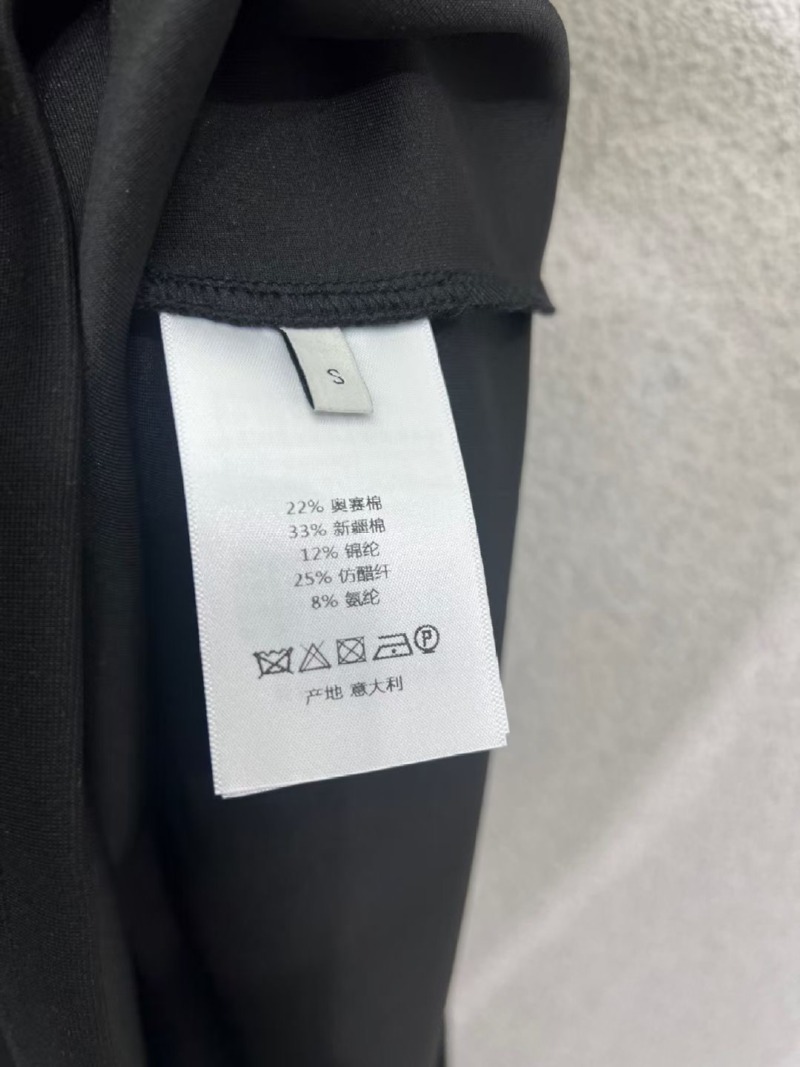 S
22% 奥赛棉
33% 新疆棉
12% 锦纶
25% 仿醋纤
8% 氨纶
P
产地 意大利